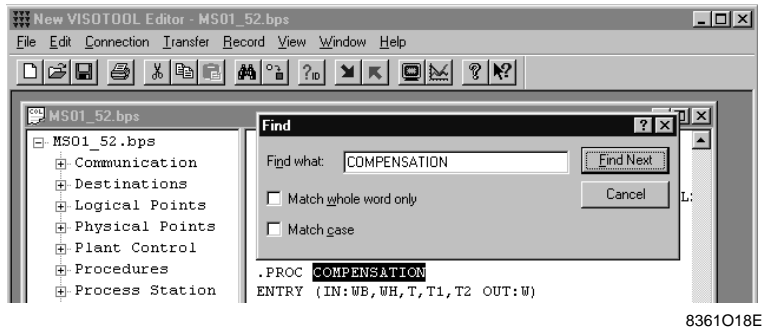 New VISOTOOL Editor - MS01_52.bps
File Edit Connection Transfer Record View Window Help
?ID ? ?
COL MS01_52.bps
MS01_52.bps
Communication
Destinations
Logical Points
Physical Points
Plant Control
Procedures
Process Station
Find
Find what: COMPENSATION Find Next
Match whole word only Cancel
Match case
L:
.PROC COMPENSATION
ENTRY (IN:WB,WH,T,T1,T2 OUT:W)
8361O18E